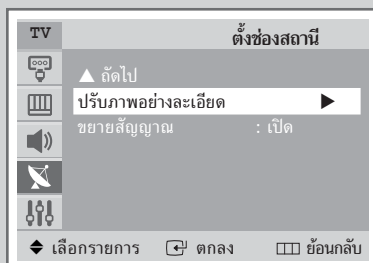 TV ตั้งช่องสถานี
▲ ถัดไป
ปรับภาพอย่างละเอียด ▶
ขยายสัญญาณ : เปิด
เลือกรายการ ตกลง ย้อนกลับ